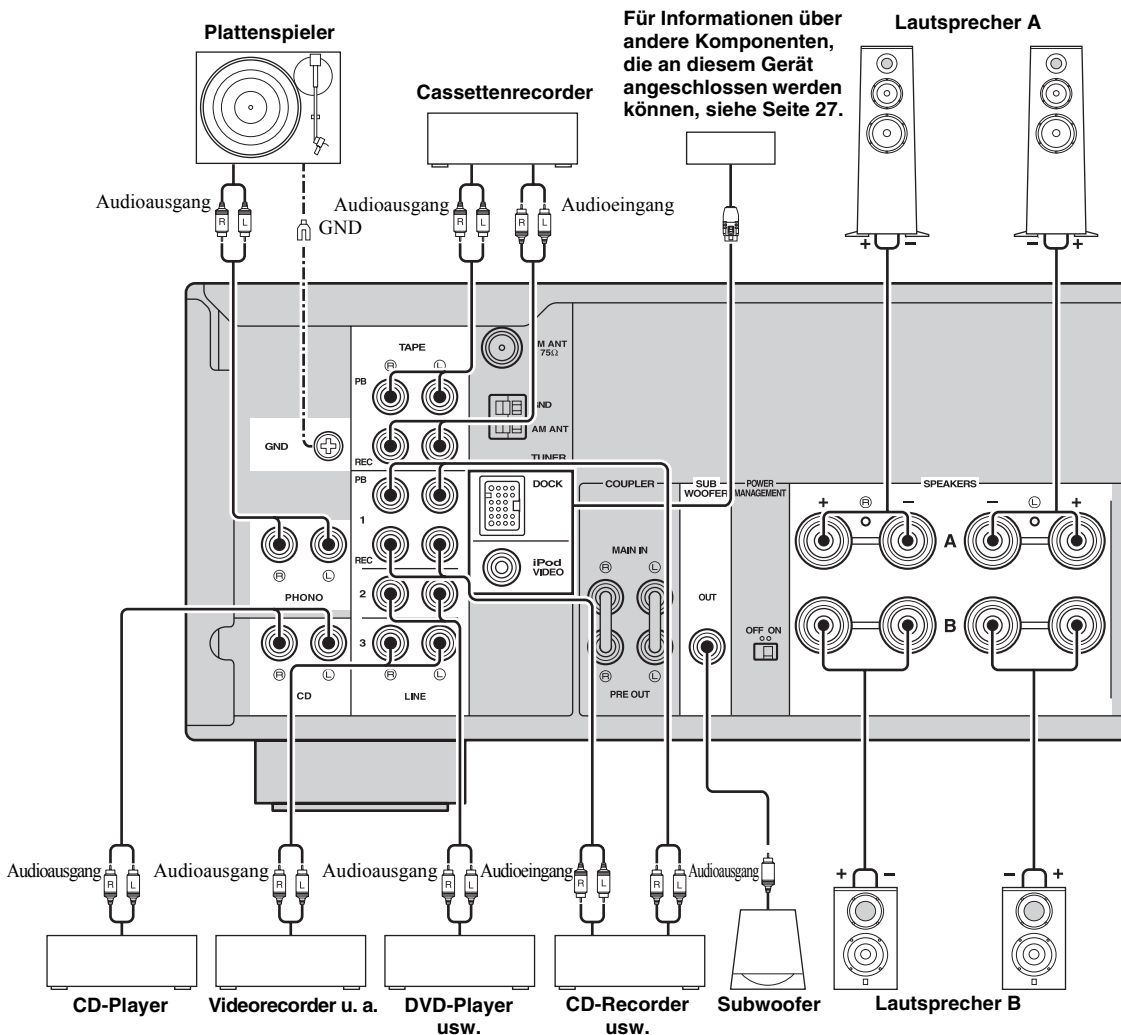 Plattenspieler
Cassettenrecorder
Für Informationen über
andere Komponenten,
die an diesem Gerät
angeschlossen werden
können, siehe Seite 27.
Lautsprecher A
Audioausgang
R L
GND
Audioausgang
R L
R L
Audioeingang
+ −
− +
TAPE
R L
PB
REC
M ANT
75Ω
GND
AM ANT
TUNER
GND
PB
1
REC
2
3
R L
LINE
R L
PHONO
R L
CD
DOCK
iPod
VIDEO
COUPLER
MAIN IN
R L
R L
PRE OUT
SUB
WOOFER
OUT
POWER
MANAGEMENT
OFF ON
SPEAKERS
+ R −
− L +
A
B
Audioausgang
R L
Audioausgang
R L
Audioausgang
R L
Audioeingang
R L
R L
Audioausgang
+ −
− +
CD-Player
Videorecorder u. a.
DVD-Player
usw.
CD-Recorder
usw.
Subwoofer
Lautsprecher B